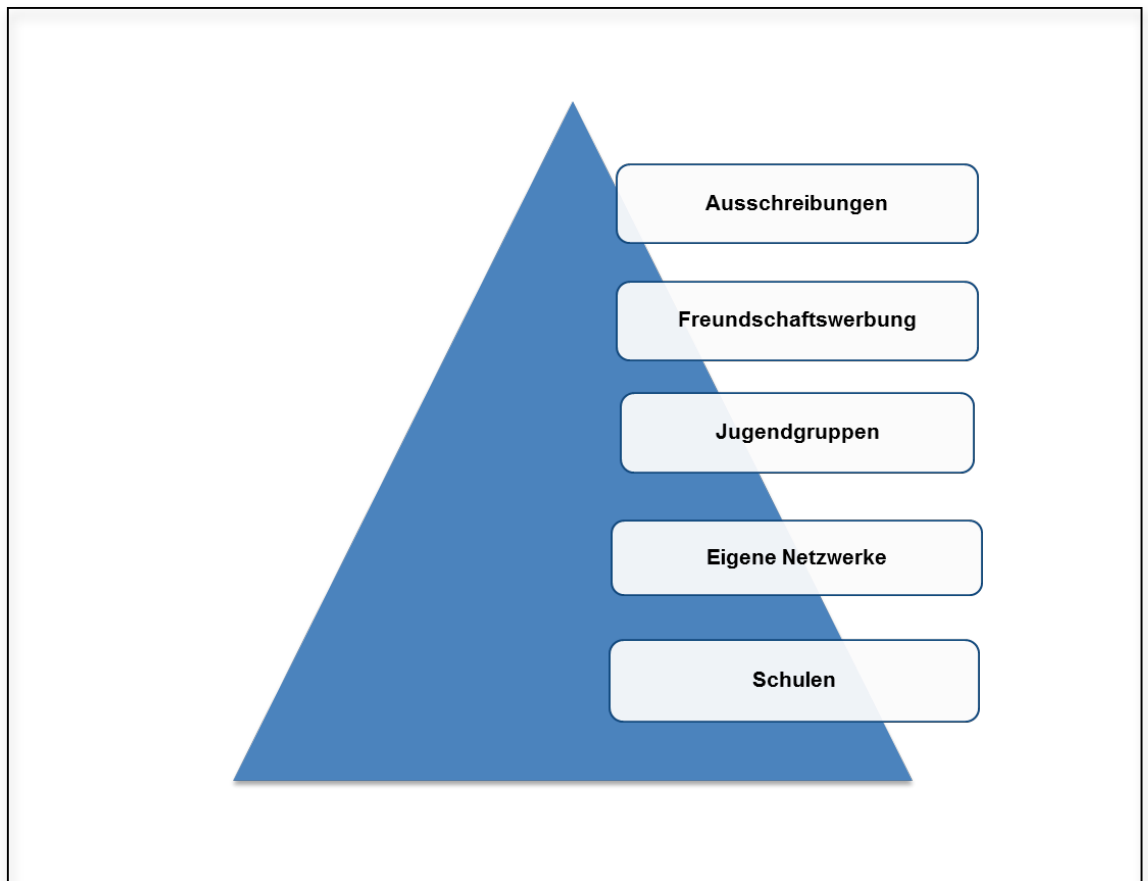 Ausschreibungen
Freundschaftswerbung
Jugendgruppen
Eigene Netzwerke
Schulen